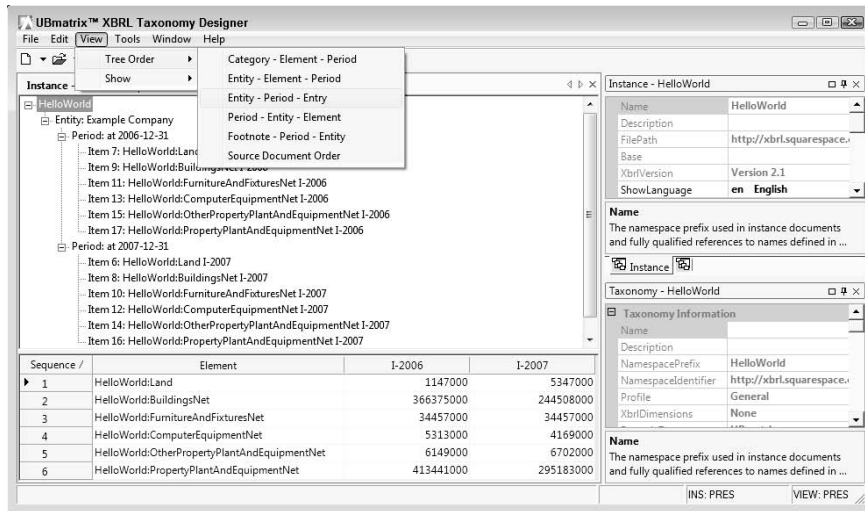 UBmatrix™ XBRL Taxonomy Designer
File Edit View Tools Window Help
Tree Order
Show
Category - Element - Period
Entity - Element - Period
Entity - Period - Entry
Period - Entity - Element
Footnote - Period - Entity
Source Document Order
Instance -
HelloWorld
Entity: Example Company
Period: at 2006-12-31
Item 7: HelloWorld:Land
Item 9: HelloWorld:BuildingsNet I-2006
Item 11: HelloWorld:FurnitureAndFixturesNet I-2006
Item 13: HelloWorld:ComputerEquipmentNet I-2006
Item 15: HelloWorld:OtherPropertyPlantAndEquipmentNet I-2006
Item 17: HelloWorld:PropertyPlantAndEquipmentNet I-2006
Period: at 2007-12-31
Item 6: HelloWorld:Land I-2007
Item 8: HelloWorld:BuildingsNet I-2007
Item 10: HelloWorld:FurnitureAndFixturesNet I-2007
Item 12: HelloWorld:ComputerEquipmentNet I-2007
Item 14: HelloWorld:OtherPropertyPlantAndEquipmentNet I-2007
Item 16: HelloWorld:PropertyPlantAndEquipmentNet I-2007
Sequence / Element I-2006 I-2007
1 HelloWorld:Land 1147000 5347000
2 HelloWorld:BuildingsNet 366375000 244508000
3 HelloWorld:FurnitureAndFixturesNet 34457000 34457000
4 HelloWorld:ComputerEquipmentNet 5313000 4169000
5 HelloWorld:OtherPropertyPlantAndEquipmentNet 6149000 6702000
6 HelloWorld:PropertyPlantAndEquipmentNet 413441000 295183000
Instance - HelloWorld
Name HelloWorld
Description
FilePath http://xbrl.squarespace.
Base
XbrlVersion Version 2.1
ShowLanguage en English
Name
The namespace prefix used in instance documents
and fully qualified references to names defined in ...
Instance
Taxonomy - HelloWorld
Taxonomy Information
Name
Description
NamespacePrefix HelloWorld
NamespaceIdentifier http://xbrl.squarespace.
Profile General
XbrlDimensions None
Name
The namespace prefix used in instance documents
and fully qualified references to names defined in ...
INS: PRES VIEW: PRES